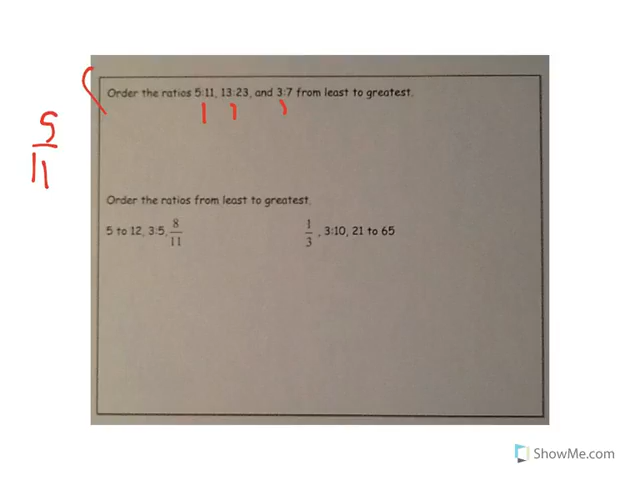 Order the ratios 5:11, 13:23, and 3:7 from least to greatest.
5
11
Order the ratios from least to greatest.
5 to 12, 3:5, 8/11
1/3, 3:10, 21 to 65
ShowMe.com